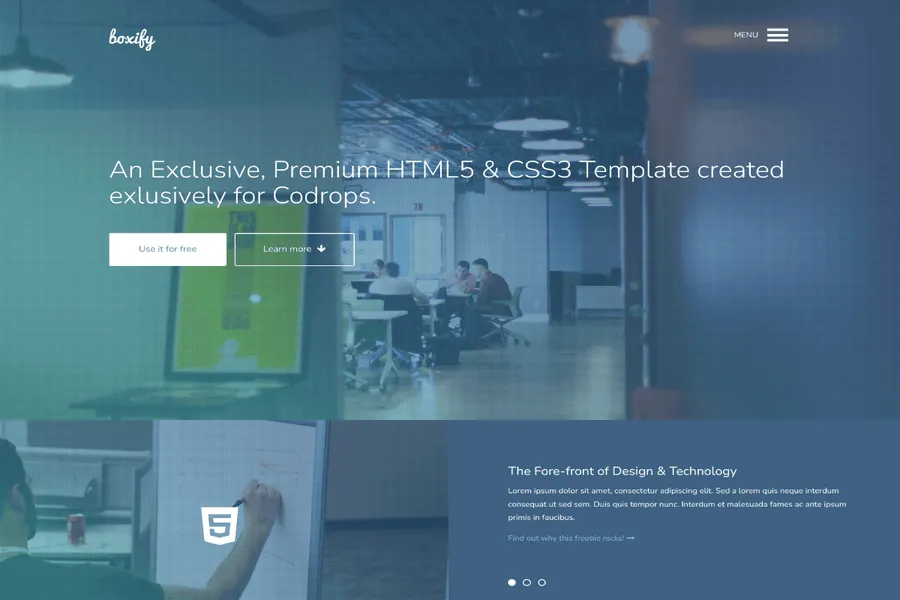 boxify
MENU
An Exclusive, Premium HTML5 & CSS3 Template created
exlusively for Codrops.
Use it for free
Learn more
The Fore-front of Design & Technology
Lorem ipsum dolor sit amet, consectetur adipiscing elit. Sed a lorem quis neque interdum
consequat ut sed sem. Duis quis tempor nunc. Interdum et malesuada fames ac ante ipsum
primis in faucibus.
Find out why this freebie rocks!